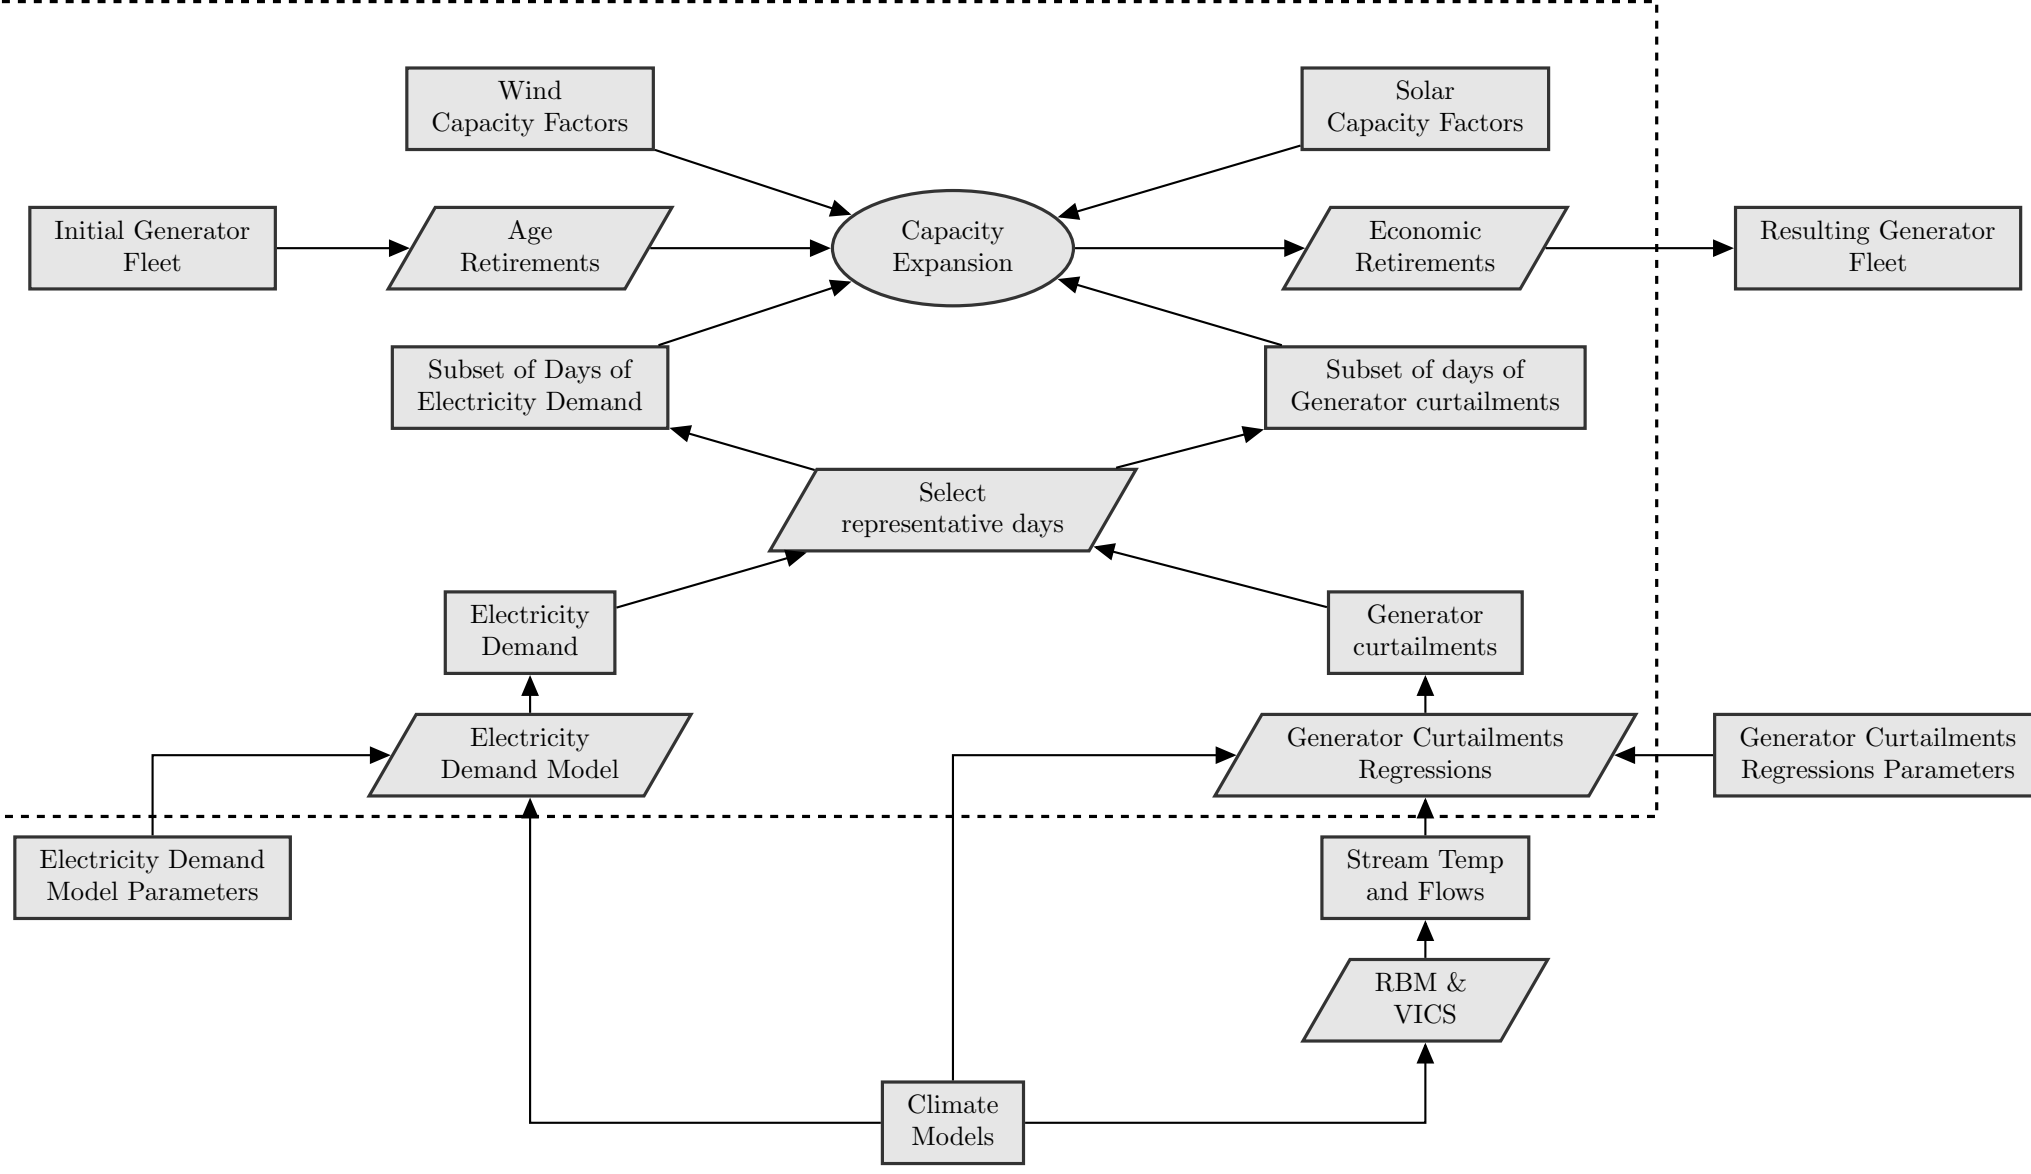 Wind
Capacity Factors
Solar
Capacity Factors
Initial Generator
Fleet
Age
Retirements
Capacity
Expansion
Economic
Retirements
Resulting Generator
Fleet
Subset of Days of
Electricity Demand
Subset of days of
Generator curtailments
Select
representative days
Electricity
Demand
Generator
curtailments
Electricity
Demand Model
Generator Curtailments
Regressions
Generator Curtailments
Regressions Parameters
Electricity Demand
Model Parameters
Stream Temp
and Flows
RBM &
VICS
Climate
Models